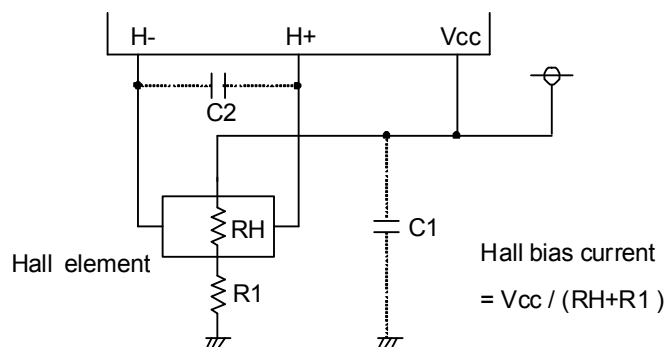 H- H+ Vcc
C2
RH
C1
Hall element
R1
Hall bias current
= Vcc / (RH+R1 )